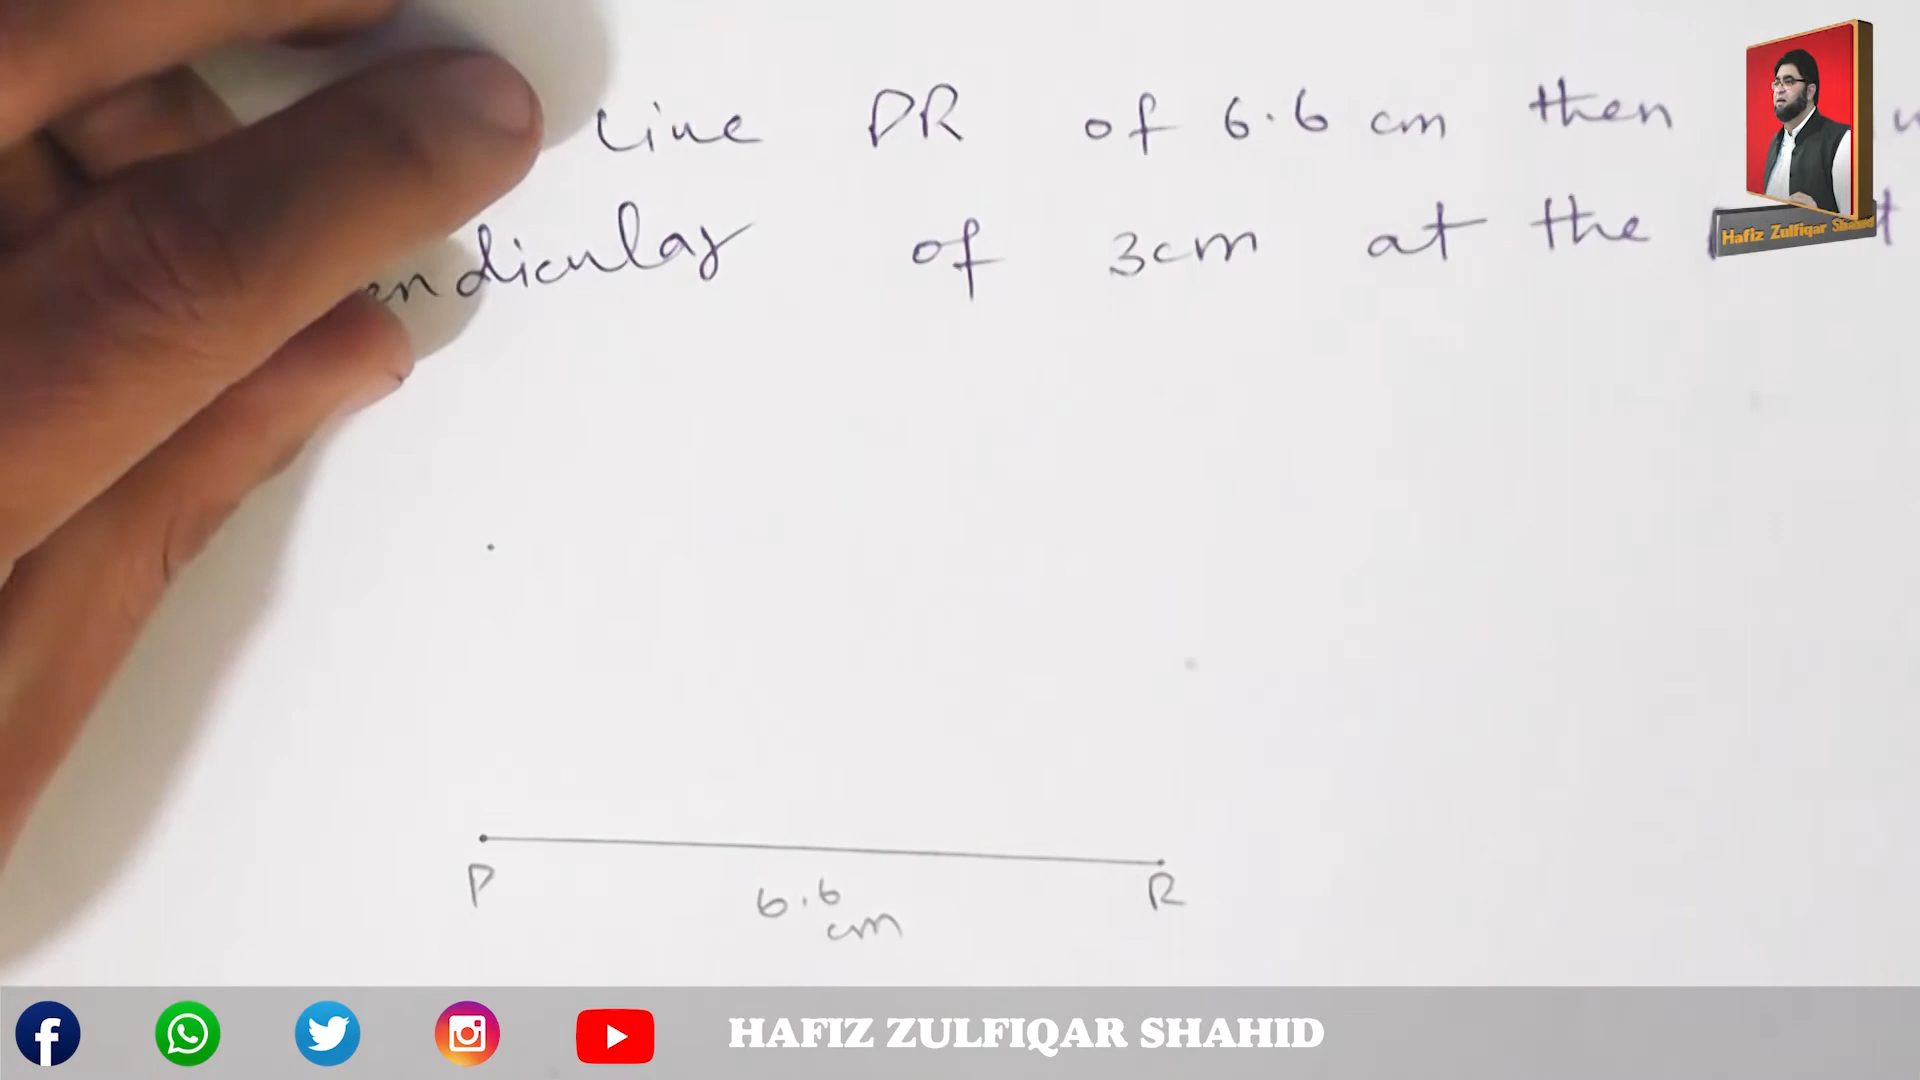 Line PR of 6.6 cm then
endicular of 3cm at the
Hafiz Zulfiqar Shahid
P
R
6.6
cm
HAFIZ ZULFIQAR SHAHID